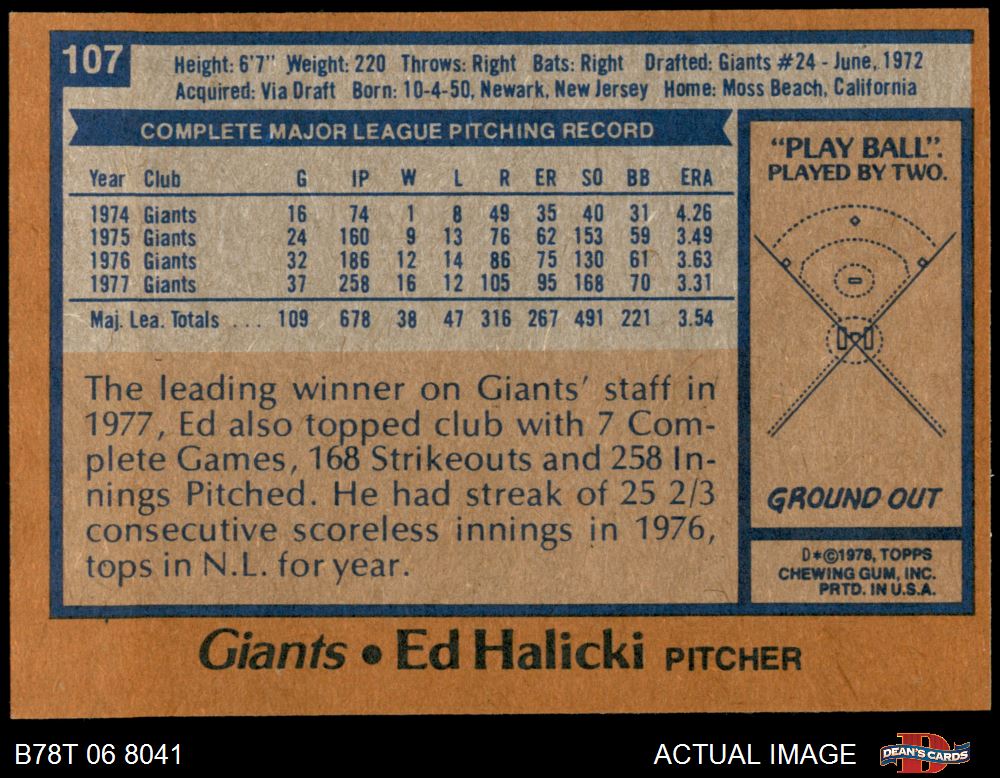 107
Height: 6'7" Weight: 220 Throws: Right Bats: Right Drafted: Giants #24 - June, 1972
Acquired: Via Draft Born: 10-4-50, Newark, New Jersey Home: Moss Beach, California
COMPLETE MAJOR LEAGUE PITCHING RECORD
Year Club G IP W L R ER SO BB ERA
1974 Giants 16 74 1 8 49 35 40 31 4.26
1975 Giants 24 160 9 13 76 62 153 59 3.49
1976 Giants 32 186 12 14 86 75 130 61 3.63
1977 Giants 37 258 16 12 105 95 168 70 3.31
Maj. Lea. Totals ... 109 678 38 47 316 267 491 221 3.54
The leading winner on Giants' staff in
1977, Ed also topped club with 7 Com-
plete Games, 168 Strikeouts and 258 In-
nings Pitched. He had streak of 25 2/3
consecutive scoreless innings in 1976,
tops in N.L. for year.
"PLAY BALL".
PLAYED BY TWO.
GROUND OUT
D*©1978, TOPPS
CHEWING GUM, INC.
PRTD. IN U.S.A.
Giants • Ed Halicki PITCHER
B78T 06 8041
ACTUAL IMAGE
DEAN'S CARDS